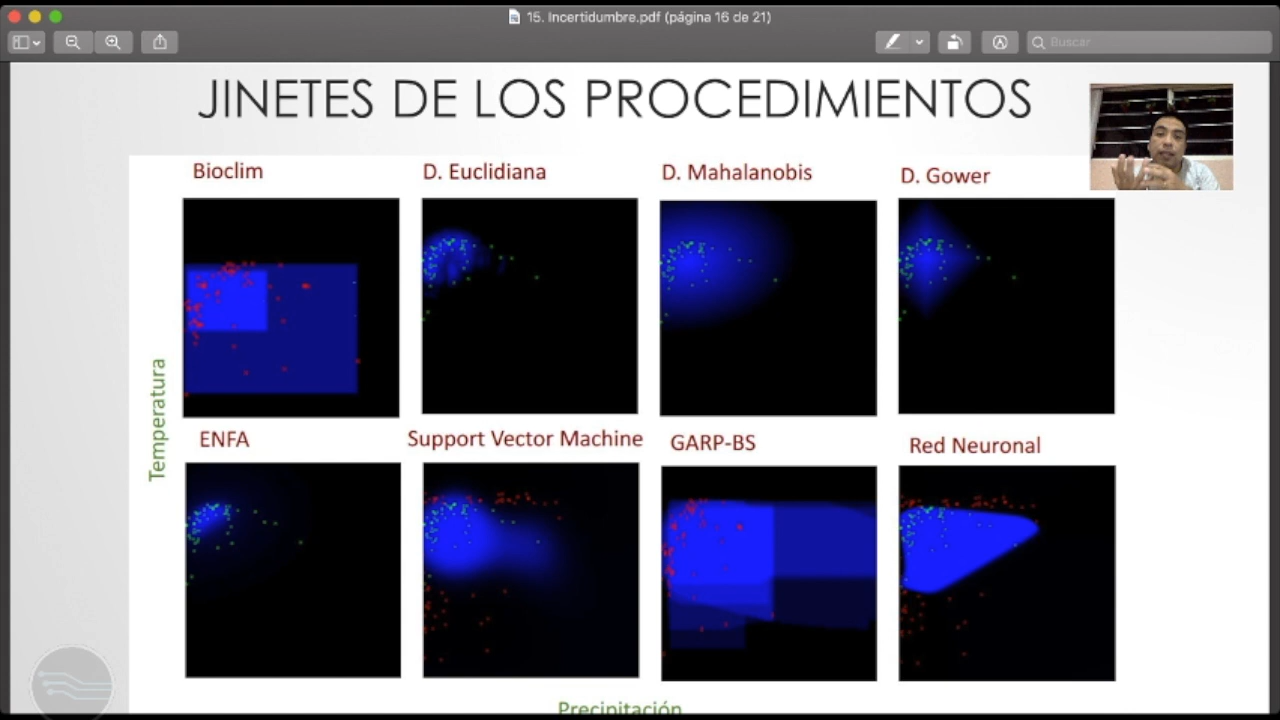 15. Incertidumbre.pdf (página 16 de 21)
Buscar
JINETES DE LOS PROCEDIMIENTOS
Bioclim
D. Euclidiana
D. Mahalanobis
D. Gower
Temperatura
ENFA
Support Vector Machine
GARP-BS
Red Neuronal
Precipitación